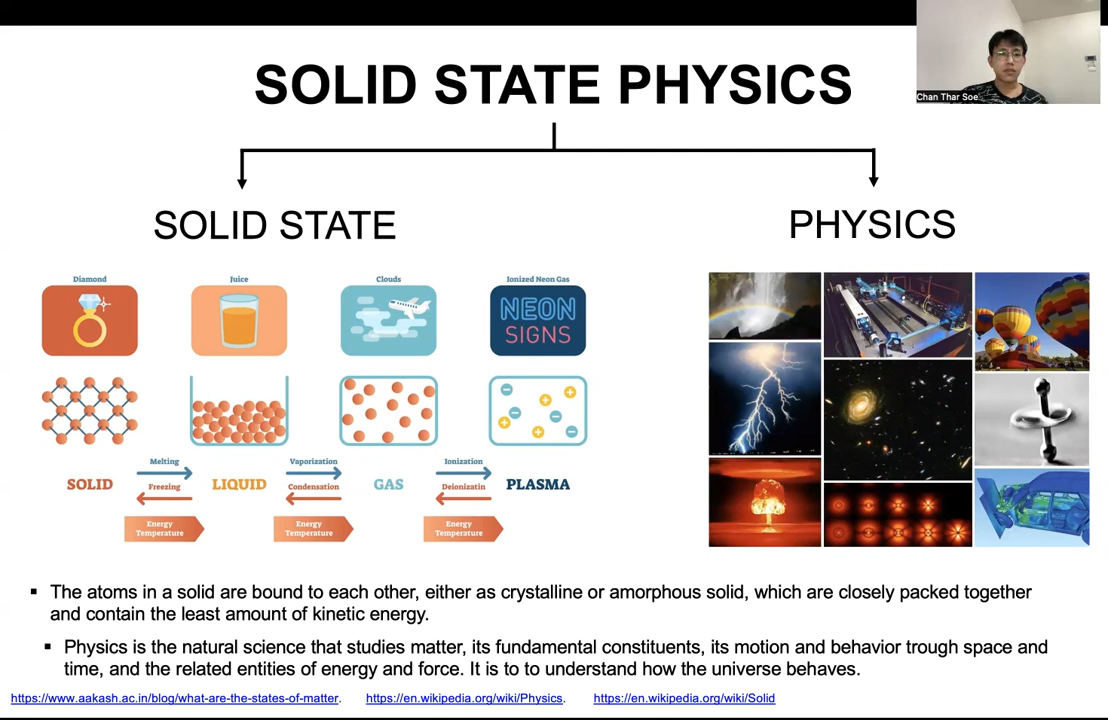 SOLID STATE PHYSICS
Chan Thar Soe
SOLID STATE
PHYSICS
Diamond
Juice
Clouds
Ionized Neon Gas
NEON
SIGNS
Melting
Vaporization
Ionization
SOLID
LIQUID
GAS
PLASMA
Freezing
Condensation
Deionizatin
Energy
Temperature
Energy
Temperature
Energy
Temperature
▪ The atoms in a solid are bound to each other, either as crystalline or amorphous solid, which are closely packed together
and contain the least amount of kinetic energy.
▪ Physics is the natural science that studies matter, its fundamental constituents, its motion and behavior trough space and
time, and the related entities of energy and force. It is to to understand how the universe behaves.
https://www.aakash.ac.in/blog/what-are-the-states-of-matter. https://en.wikipedia.org/wiki/Physics. https://en.wikipedia.org/wiki/Solid